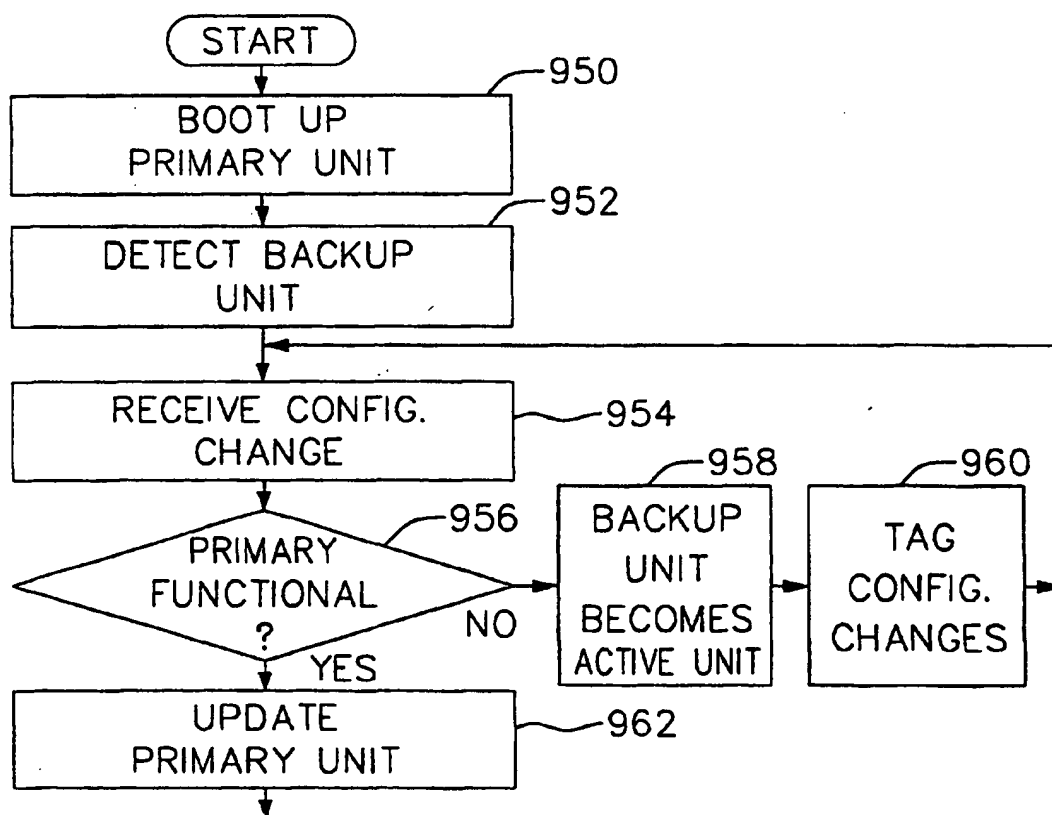 START
950
BOOT UP
PRIMARY UNIT
952
DETECT BACKUP
UNIT
RECEIVE CONFIG.
CHANGE
954
956
PRIMARY
FUNCTIONAL
?
NO
YES
958
BACKUP
UNIT
BECOMES
ACTIVE UNIT
960
TAG
CONFIG.
CHANGES
UPDATE
PRIMARY UNIT
962